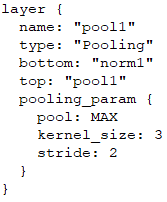 layer {
  name: "pool1"
  type: "Pooling"
  bottom: "norm1"
  top: "pool1"
  pooling_param {
    pool: MAX
    kernel_size: 3
    stride: 2
  }
}